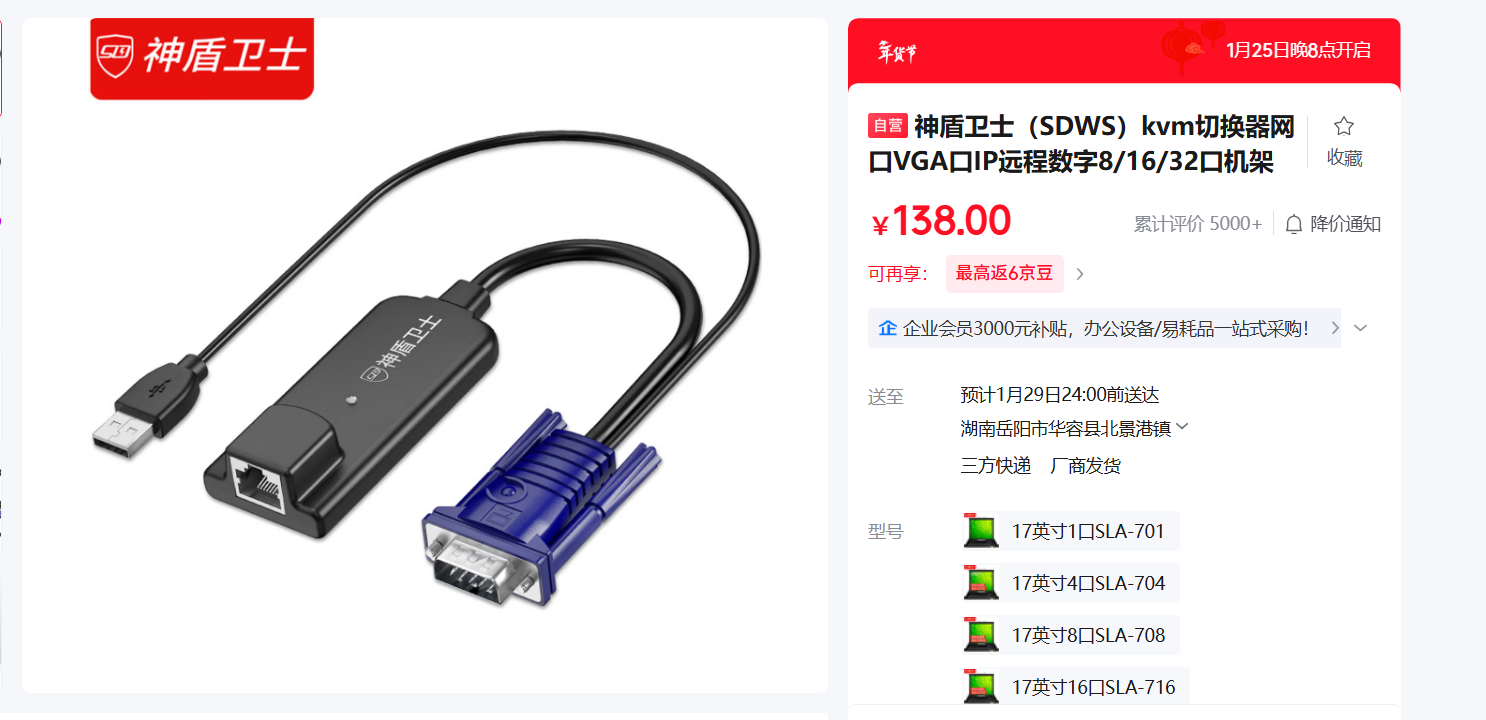 神盾卫士
神盾卫士
年货节
1月25日晚8点开启
自营 神盾卫士（SDWS）kvm切换器网
口VGA口IP远程数字8/16/32口机架
收藏
¥138.00
累计评价 5000+
降价通知
可再享：
最高返6京豆
企 企业会员3000元补贴，办公设备/易耗品一站式采购！
送至
预计1月29日24:00前送达
湖南岳阳市华容县北景港镇
三方快递 厂商发货
型号
17英寸1口SLA-701
17英寸4口SLA-704
17英寸8口SLA-708
17英寸16口SLA-716